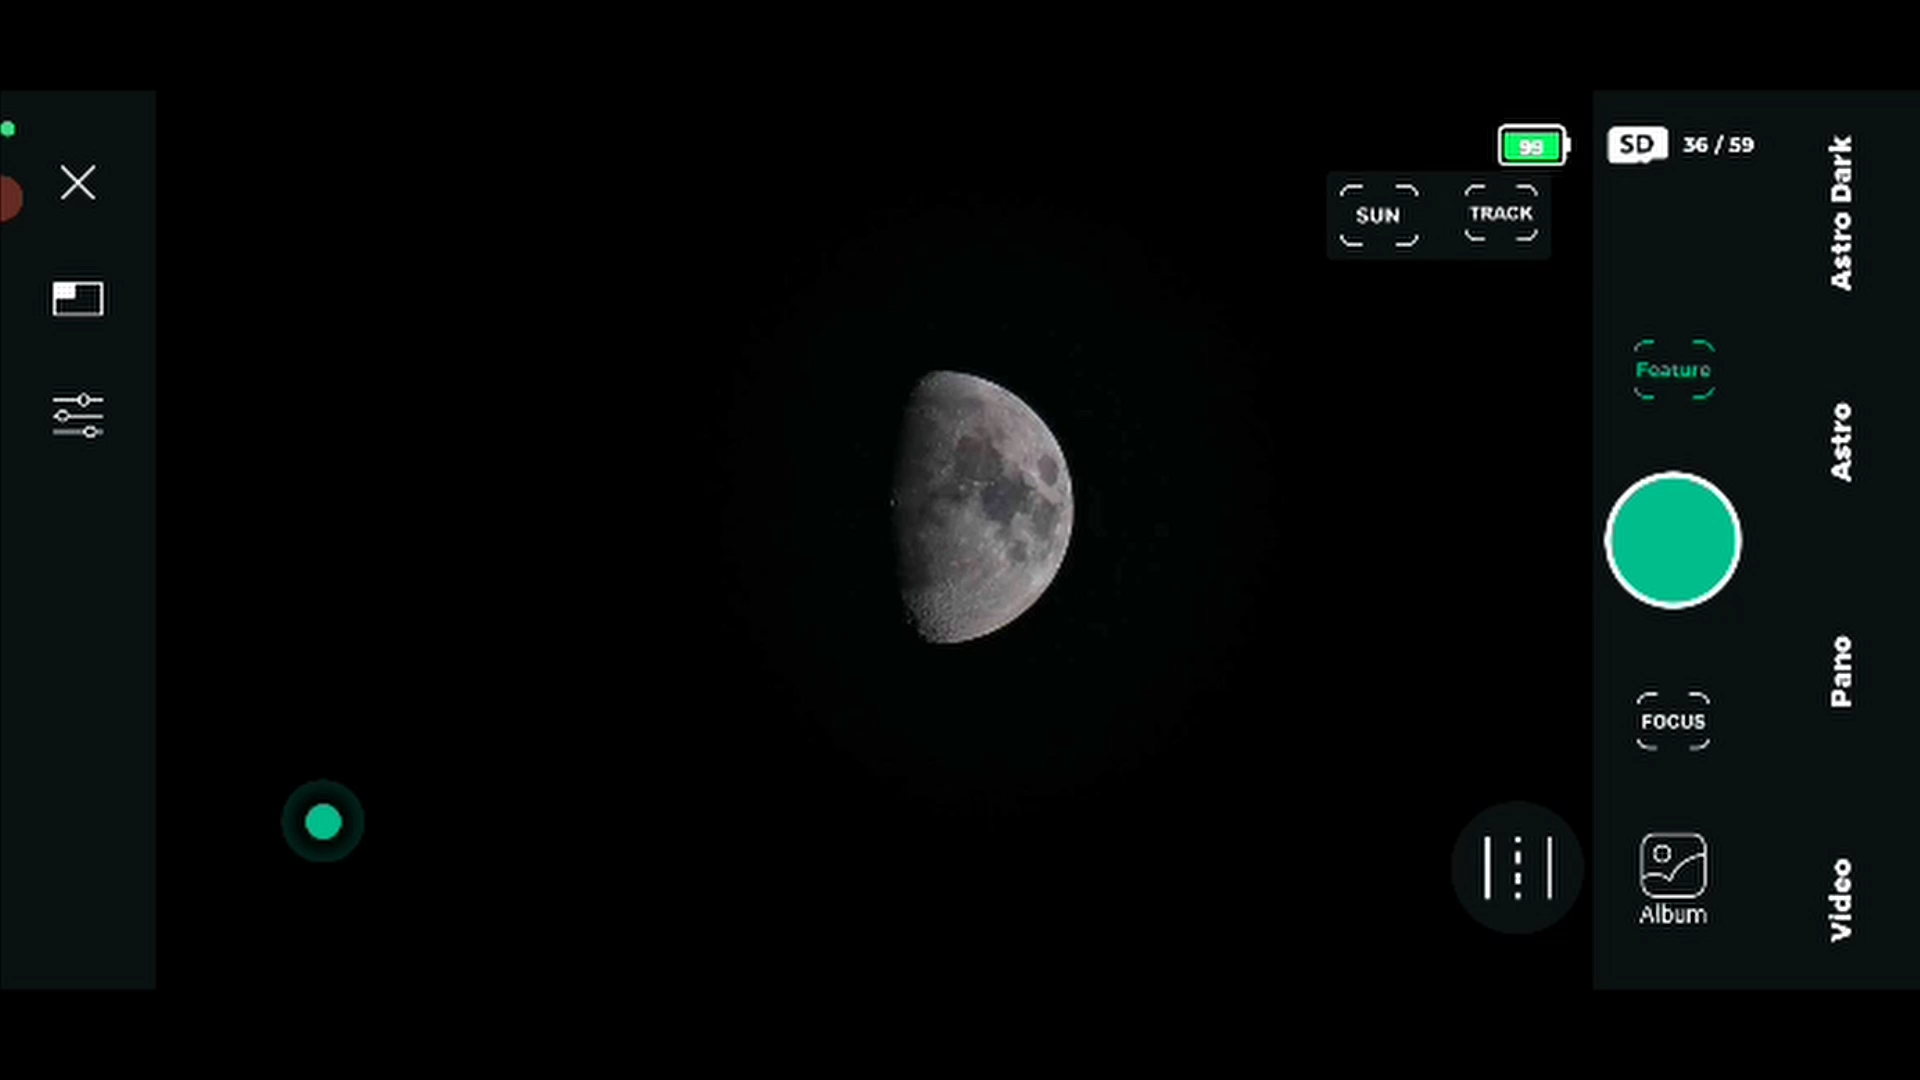 99
SD 36 / 59
SUN
TRACK
Feature
FOCUS
Album
Astro Dark
Astro
Pano
Video